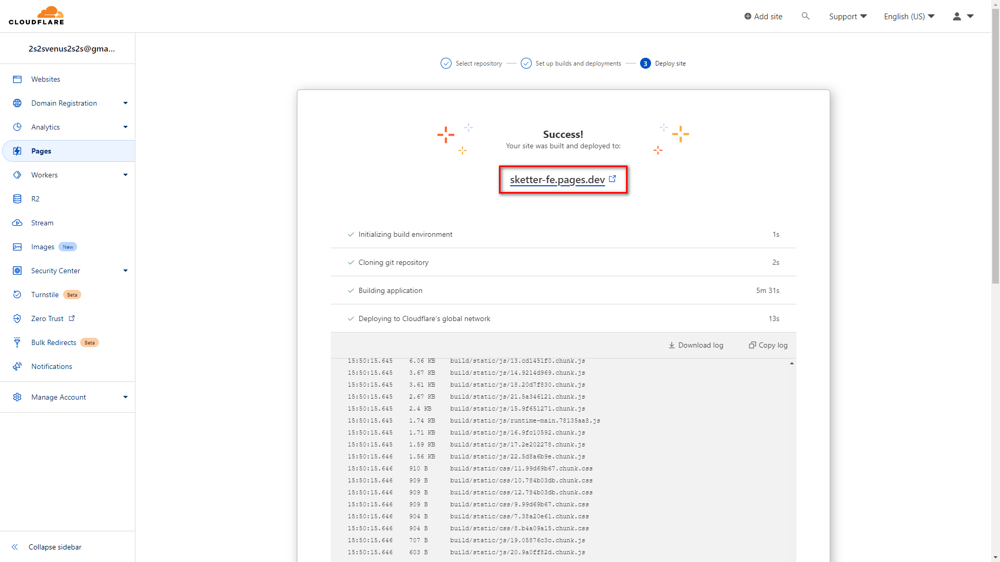 CLOUDFLARE
Add site
Support
English (US)
2s2svenus2s2s@gma...
Websites
Domain Registration
Analytics
Pages
Workers
R2
Stream
Images New
Security Center
Turnstile Beta
Zero Trust
Bulk Redirects Beta
Notifications
Manage Account
Collapse sidebar
Select repository
Set up builds and deployments
3 Deploy site
Success!
Your site was built and deployed to:
sketter-fe.pages.dev
Initializing build environment 1s
Cloning git repository 2s
Building application 5m 31s
Deploying to Cloudflare's global network 13s
Download log Copy log
15:50:15.645 6.06 KB build/static/js/13.cd1451f0.chunk.js
15:50:15.645 3.67 KB build/static/js/14.9214d969.chunk.js
15:50:15.645 3.61 KB build/static/js/18.20d7f830.chunk.js
15:50:15.645 2.67 KB build/static/js/21.5a346121.chunk.js
15:50:15.645 2.4 KB build/static/js/15.9f651271.chunk.js
15:50:15.645 1.74 KB build/static/js/runtime-main.78135aa8.js
15:50:15.645 1.71 KB build/static/js/16.9fc10592.chunk.js
15:50:15.645 1.59 KB build/static/js/17.2e202278.chunk.js
15:50:15.646 1.56 KB build/static/js/22.5d8a6b9e.chunk.js
15:50:15.646 910 B build/static/css/11.99d69b67.chunk.css
15:50:15.646 909 B build/static/css/10.784b03db.chunk.css
15:50:15.646 909 B build/static/css/12.784b03db.chunk.css
15:50:15.646 909 B build/static/css/9.99d69b67.chunk.css
15:50:15.646 904 B build/static/css/7.38a20e61.chunk.css
15:50:15.646 904 B build/static/css/8.b4a09a15.chunk.css
15:50:15.646 707 B build/static/js/19.05876c3c.chunk.js
15:50:15.646 603 B build/static/js/20.9a0ff82d.chunk.js